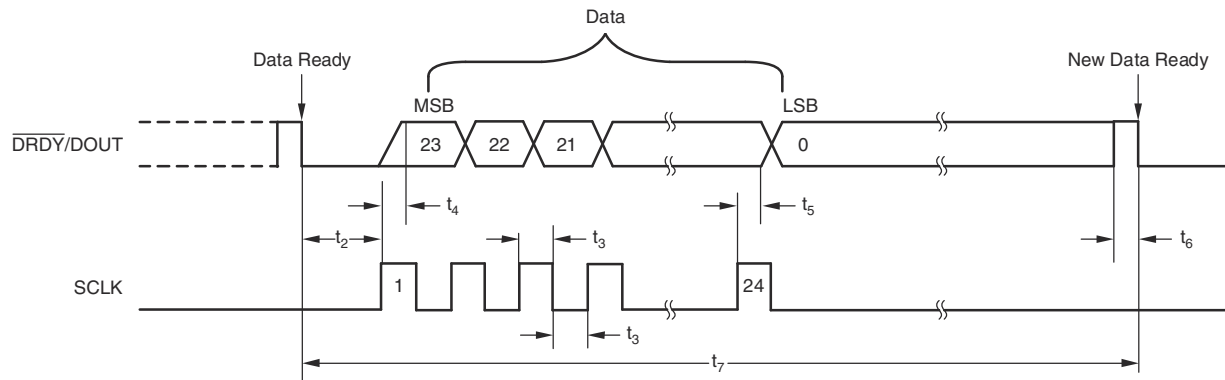 Data
Data Ready
New Data Ready
MSB
LSB
DRDY/DOUT
23
22
21
0
t4
t5
t2
t3
t6
SCLK
1
24
t3
t7